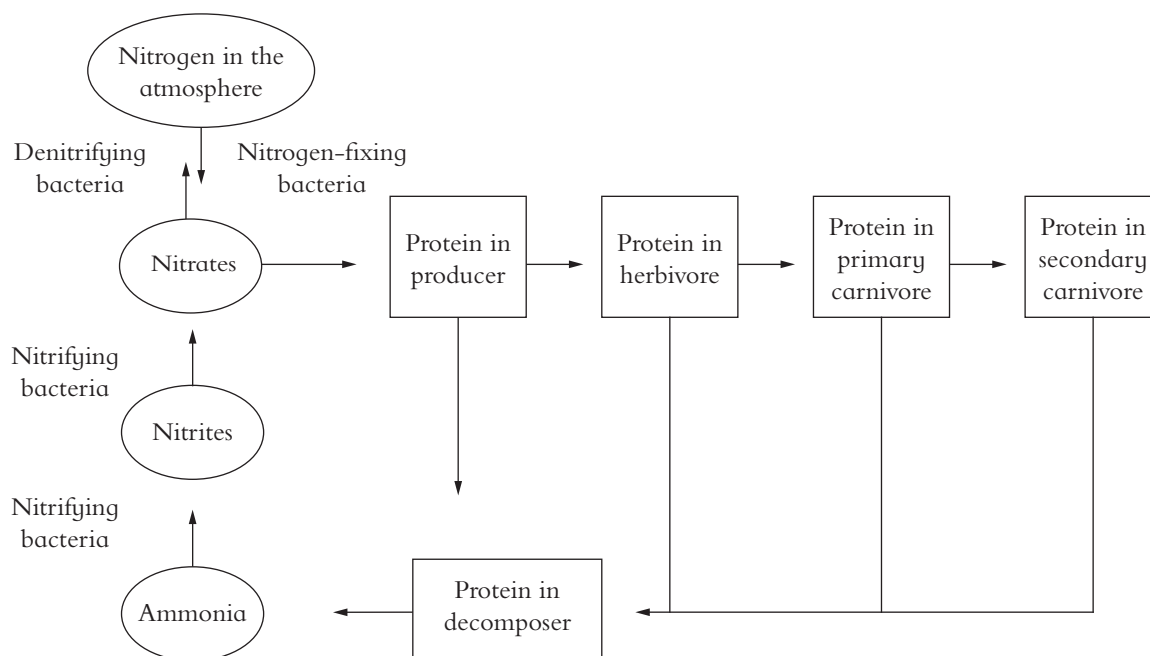 Nitrogen in the
atmosphere
Denitrifying
bacteria
Nitrogen-fixing
bacteria
Nitrates
Protein in
producer
Protein in
herbivore
Protein in
primary
carnivore
Protein in
secondary
carnivore
Nitrifying
bacteria
Nitrites
Nitrifying
bacteria
Ammonia
Protein in
decomposer